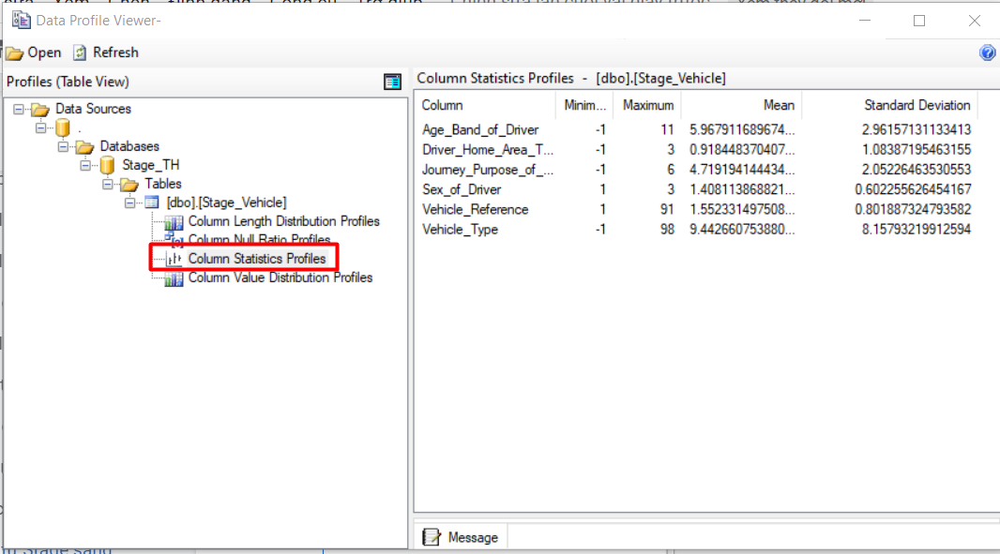 Data Profile Viewer-
Open Refresh
Profiles (Table View)
Data Sources
.
Databases
Stage_TH
Tables
[dbo].[Stage_Vehicle]
Column Length Distribution Profiles
Column Null Ratio Profiles
Column Statistics Profiles
Column Value Distribution Profiles
Column Statistics Profiles - [dbo].[Stage_Vehicle]
Column Minim... Maximum Mean Standard Deviation
Age_Band_of_Driver -1 11 5.967911689674... 2.96157131133413
Driver_Home_Area_T... -1 3 0.918448370407... 1.08387195463155
Journey_Purpose_of_... -1 6 4.719194144434... 2.05226463530553
Sex_of_Driver 1 3 1.408113868821... 0.602255626454167
Vehicle_Reference 1 91 1.552331497508... 0.801887324793582
Vehicle_Type -1 98 9.442660753880... 8.15793219912594
Message